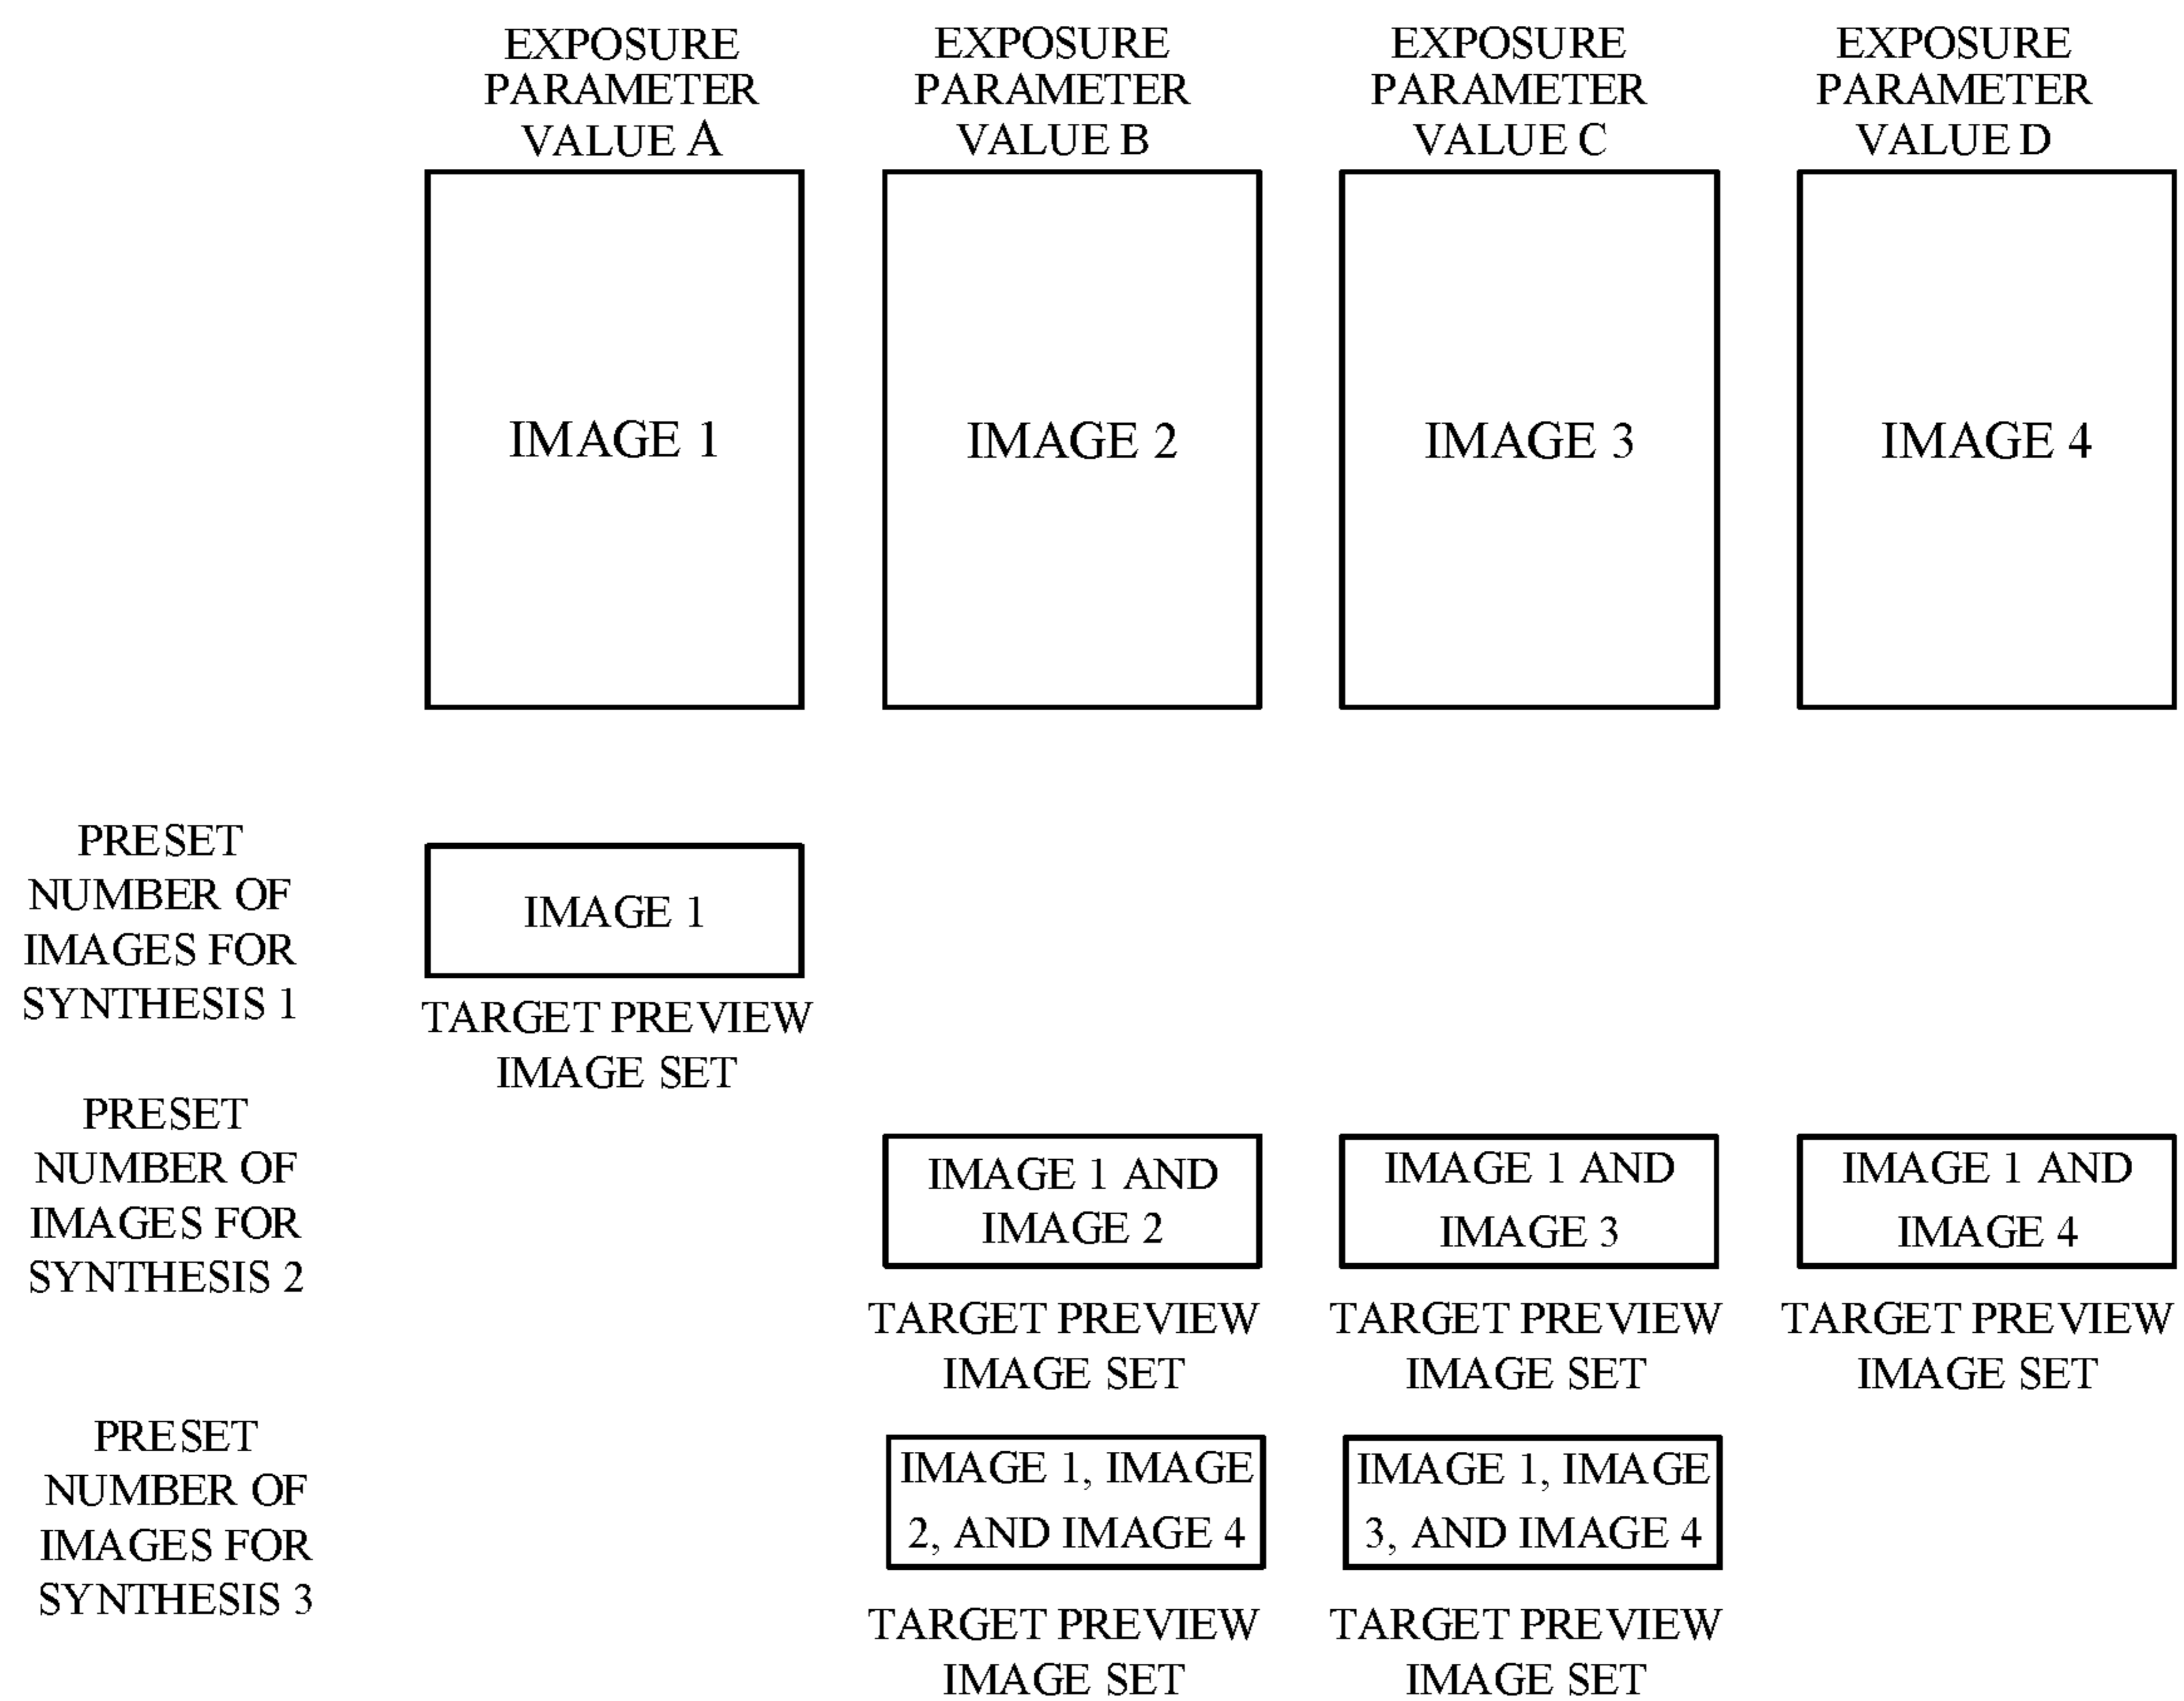 EXPOSURE
PARAMETER
VALUE A
EXPOSURE
PARAMETER
VALUE B
EXPOSURE
PARAMETER
VALUE C
EXPOSURE
PARAMETER
VALUE D
IMAGE 1
IMAGE 2
IMAGE 3
IMAGE 4
PRESET
NUMBER OF
IMAGES FOR
SYNTHESIS 1
IMAGE 1
TARGET PREVIEW
IMAGE SET
PRESET
NUMBER OF
IMAGES FOR
SYNTHESIS 2
IMAGE 1 AND
IMAGE 2
TARGET PREVIEW
IMAGE SET
IMAGE 1 AND
IMAGE 3
TARGET PREVIEW
IMAGE SET
IMAGE 1 AND
IMAGE 4
TARGET PREVIEW
IMAGE SET
PRESET
NUMBER OF
IMAGES FOR
SYNTHESIS 3
IMAGE 1, IMAGE
2, AND IMAGE 4
TARGET PREVIEW
IMAGE SET
IMAGE 1, IMAGE
3, AND IMAGE 4
TARGET PREVIEW
IMAGE SET